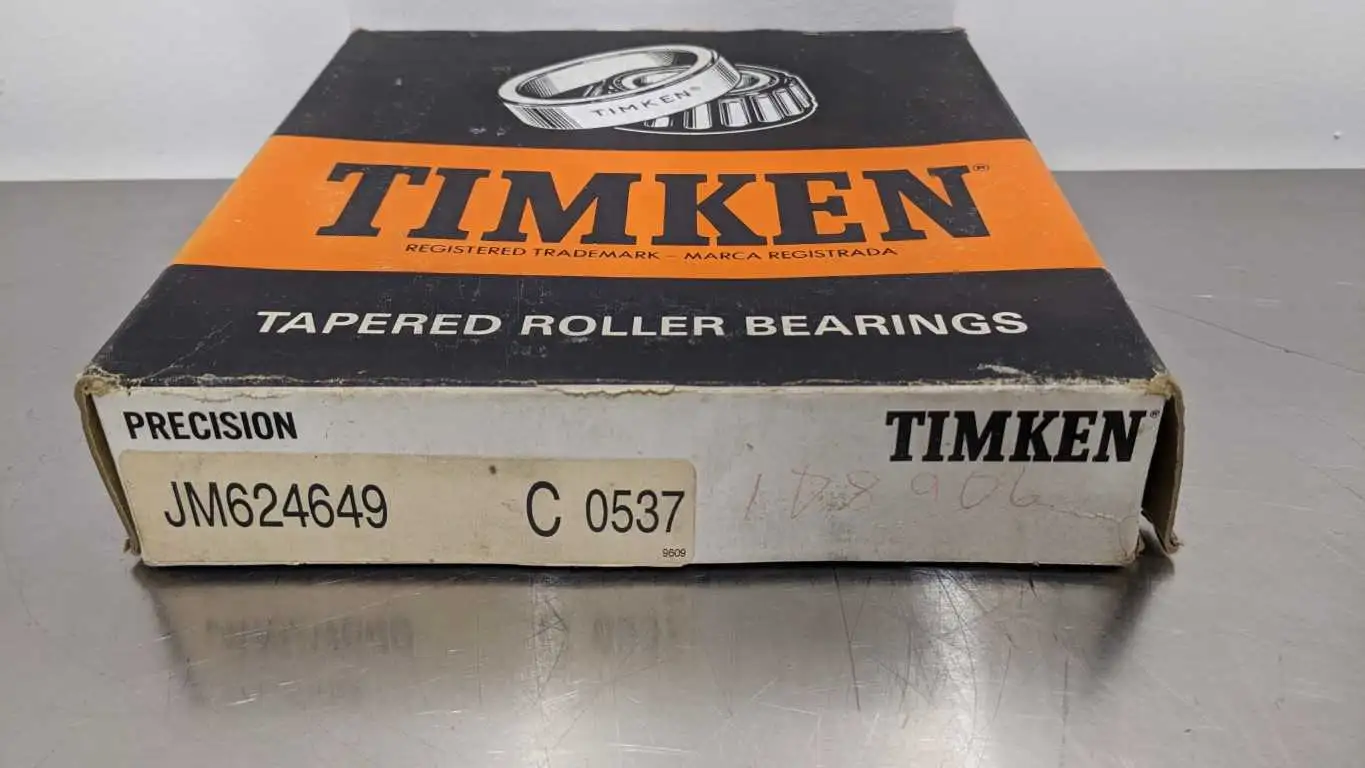 TIMKEN®
TIMKEN®
REGISTERED TRADEMARK - MARCA REGISTRADA
TAPERED ROLLER BEARINGS
PRECISION
TIMKEN®
JM624649 C 0537
9609